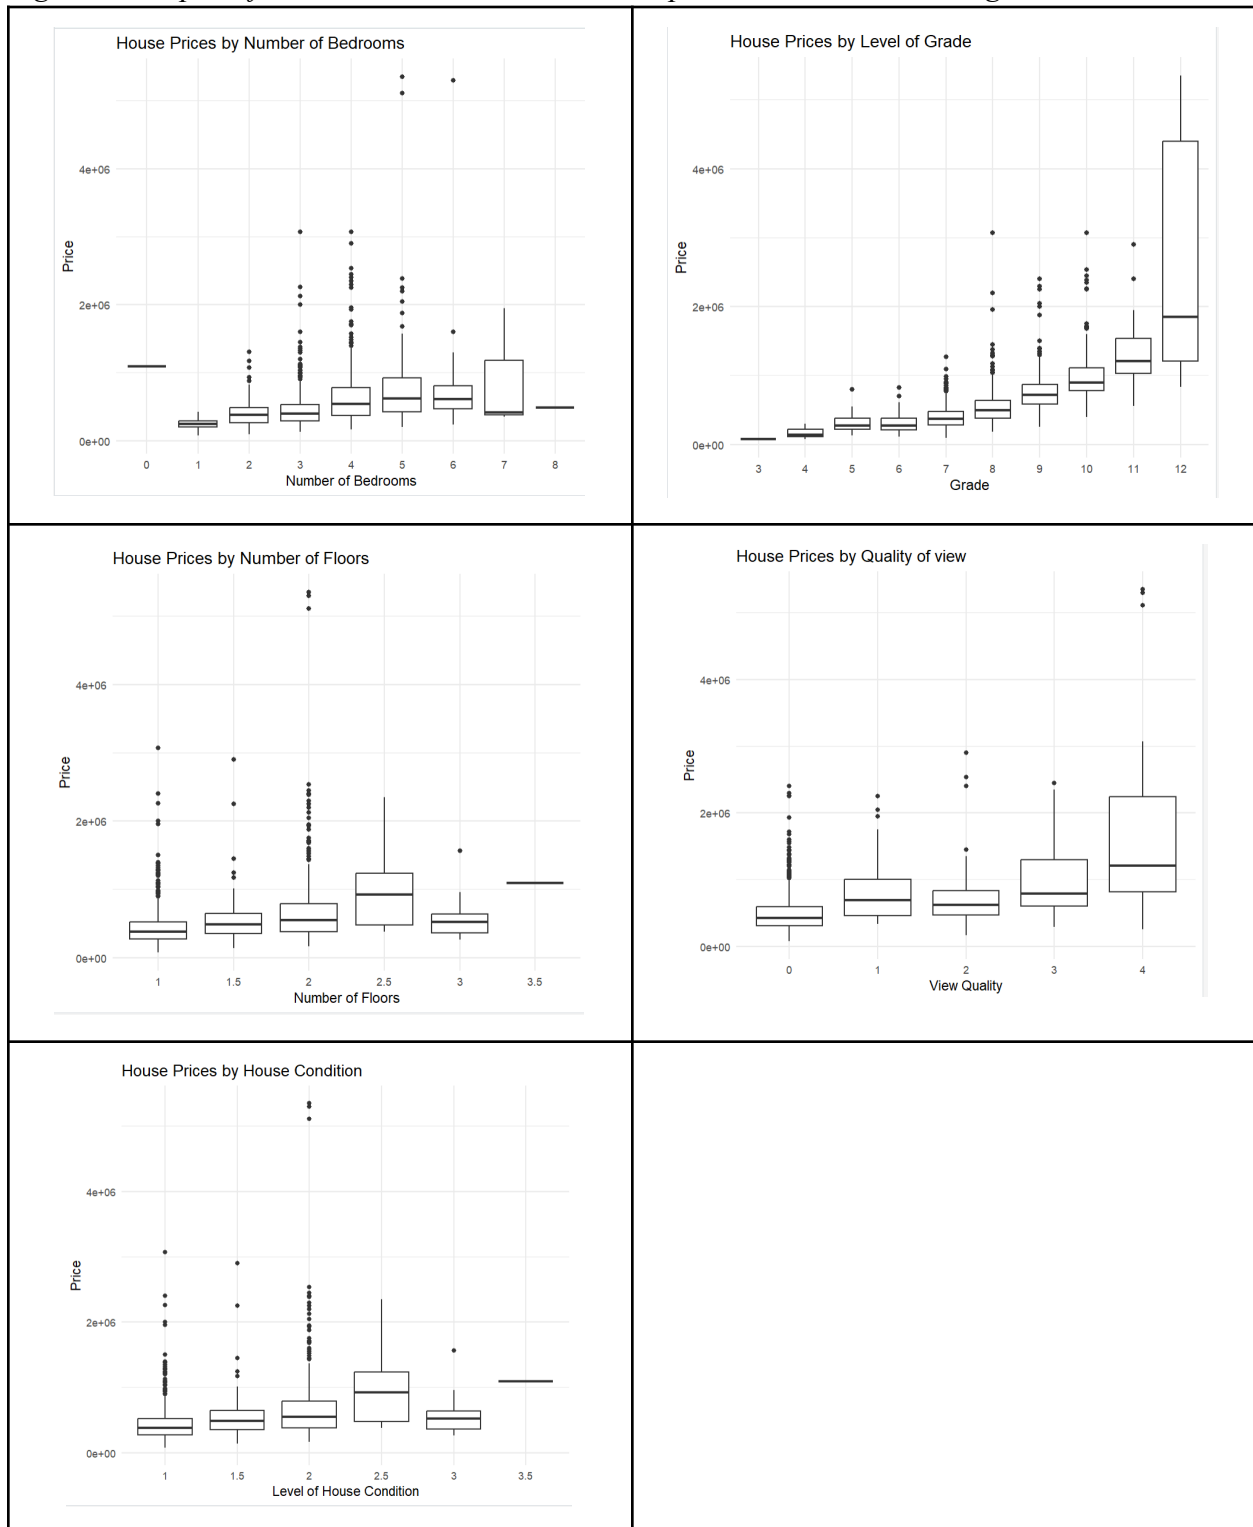 House Prices by Number of Bedrooms
4e+06
2e+06
0e+00
Price
0 1 2 3 4 5 6 7 8
Number of Bedrooms
House Prices by Level of Grade
4e+06
2e+06
0e+00
Price
3 4 5 6 7 8 9 10 11 12
Grade
House Prices by Number of Floors
4e+06
2e+06
0e+00
Price
1 1.5 2 2.5 3 3.5
Number of Floors
House Prices by Quality of view
4e+06
2e+06
0e+00
Price
0 1 2 3 4
View Quality
House Prices by House Condition
4e+06
2e+06
0e+00
Price
1 1.5 2 2.5 3 3.5
Level of House Condition